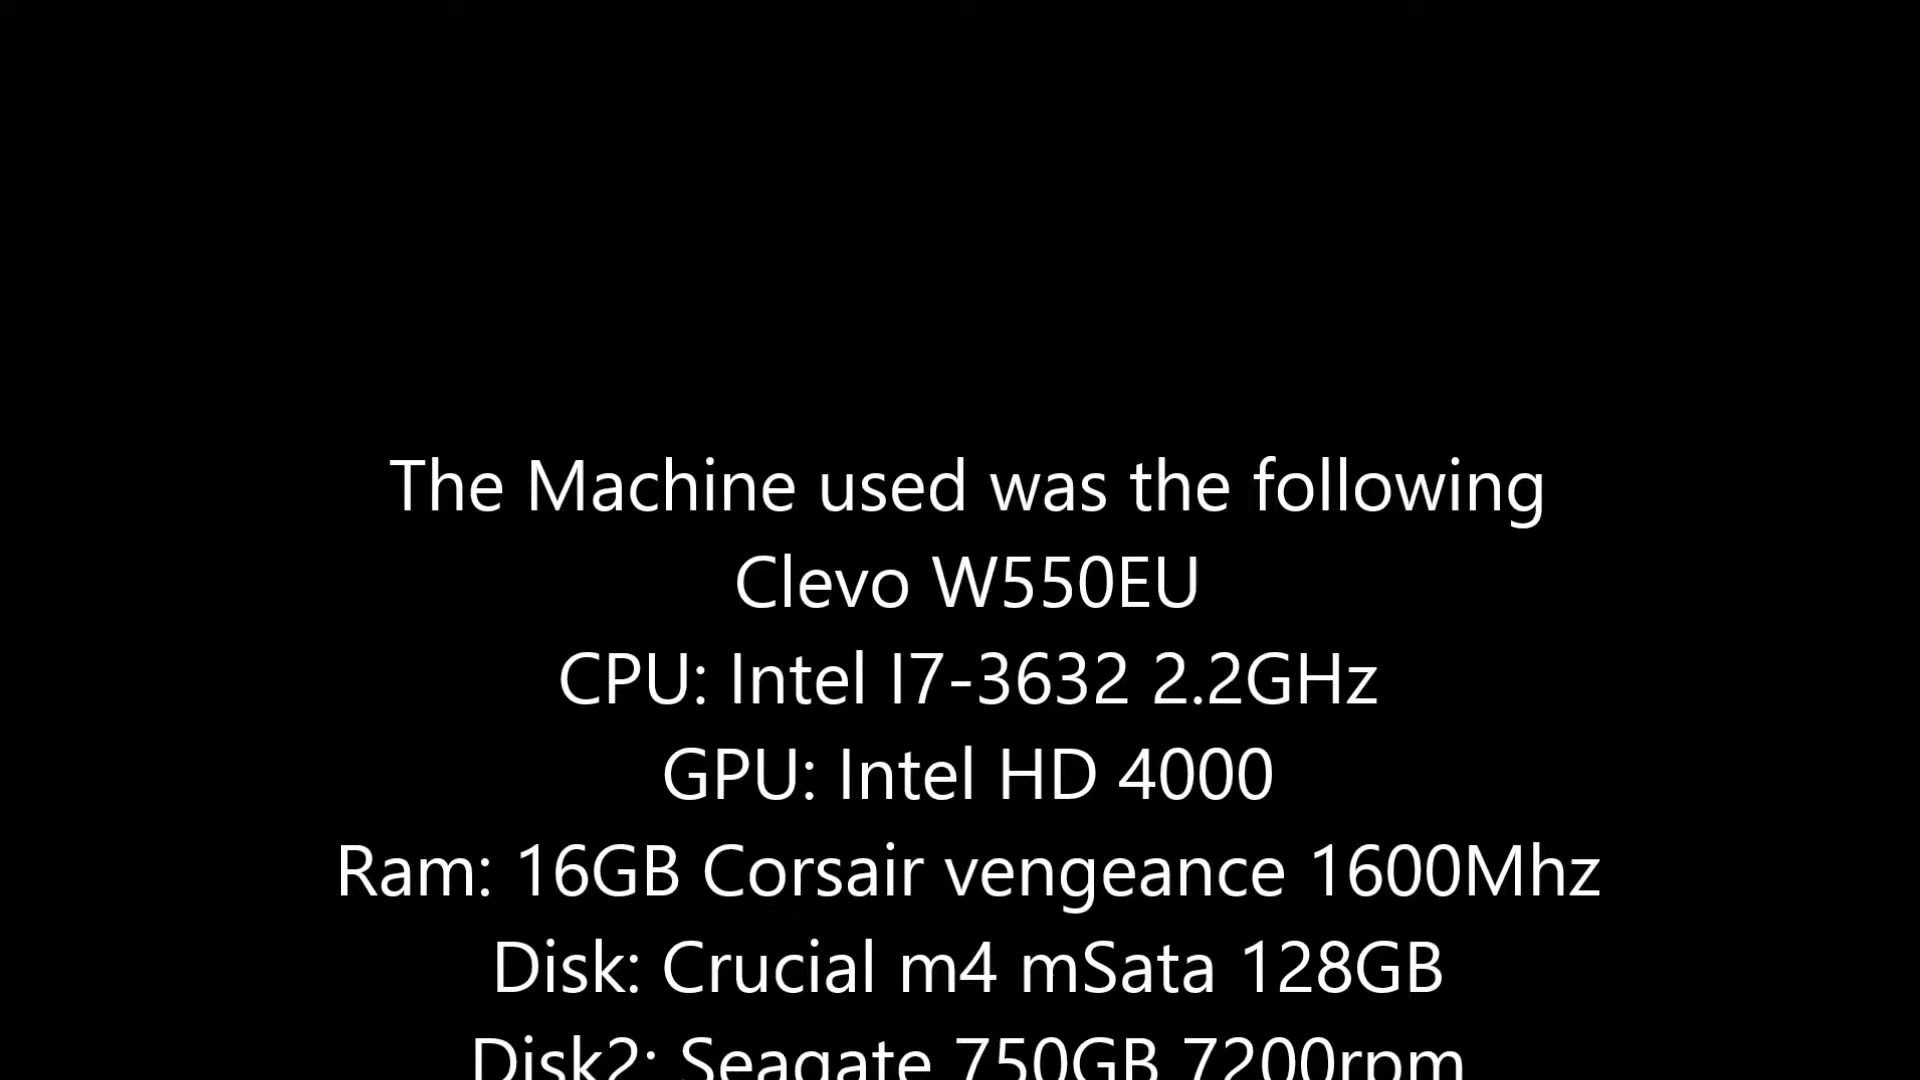 The Machine used was the following
Clevo W550EU
CPU: Intel I7-3632 2.2GHz
GPU: Intel HD 4000
Ram: 16GB Corsair vengeance 1600Mhz
Disk: Crucial m4 mSata 128GB
Disk2: Seagate 750GB 7200rpm